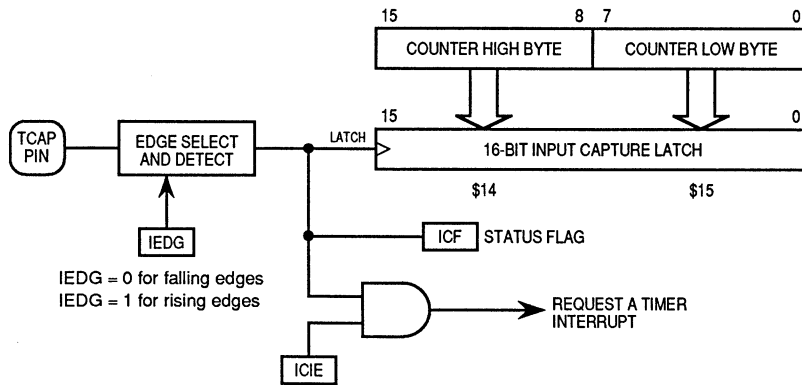 15 8 7 0
COUNTER HIGH BYTE COUNTER LOW BYTE
15 0
TCAP
PIN
EDGE SELECT
AND DETECT
LATCH
16-BIT INPUT CAPTURE LATCH
$14 $15
IEDG
ICF STATUS FLAG
IEDG = 0 for falling edges
IEDG = 1 for rising edges
REQUEST A TIMER
INTERRUPT
ICIE